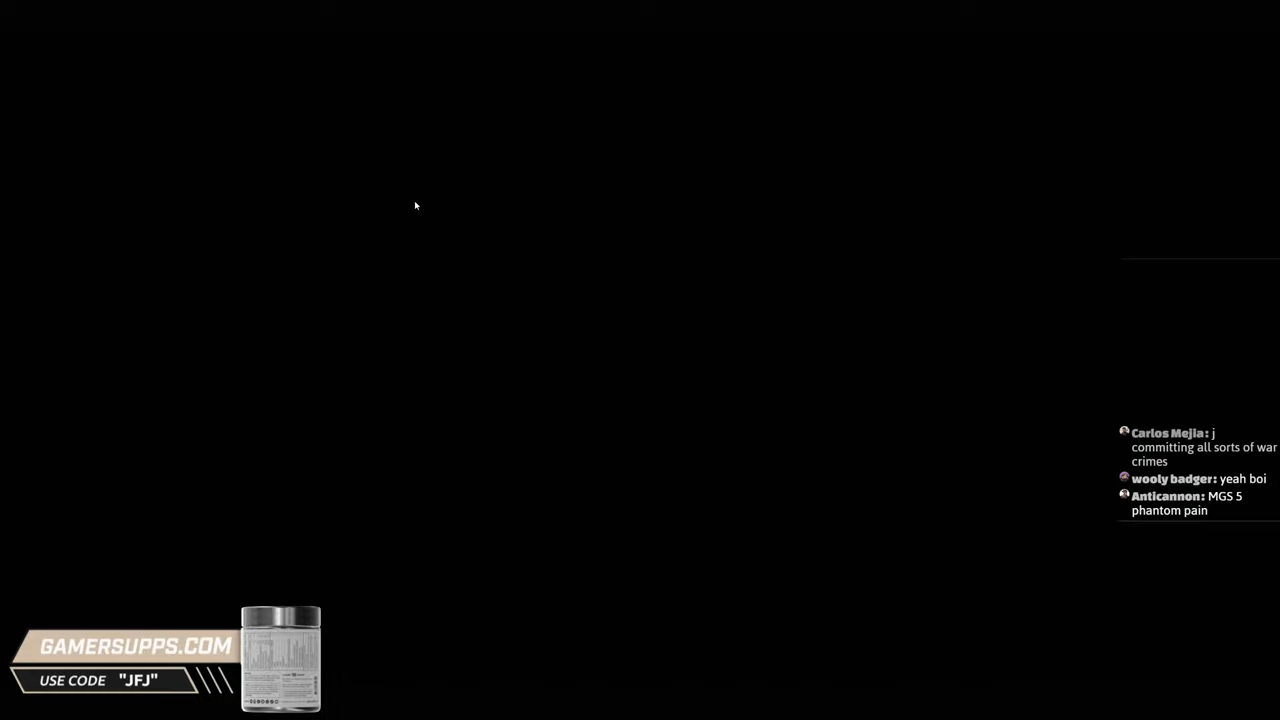 Carlos Mejia: j
committing all sorts of war
crimes
wooly badger: yeah boi
Anticannon: MGS 5
phantom pain
GAMERSUPPS.COM
USE CODE "JFJ"